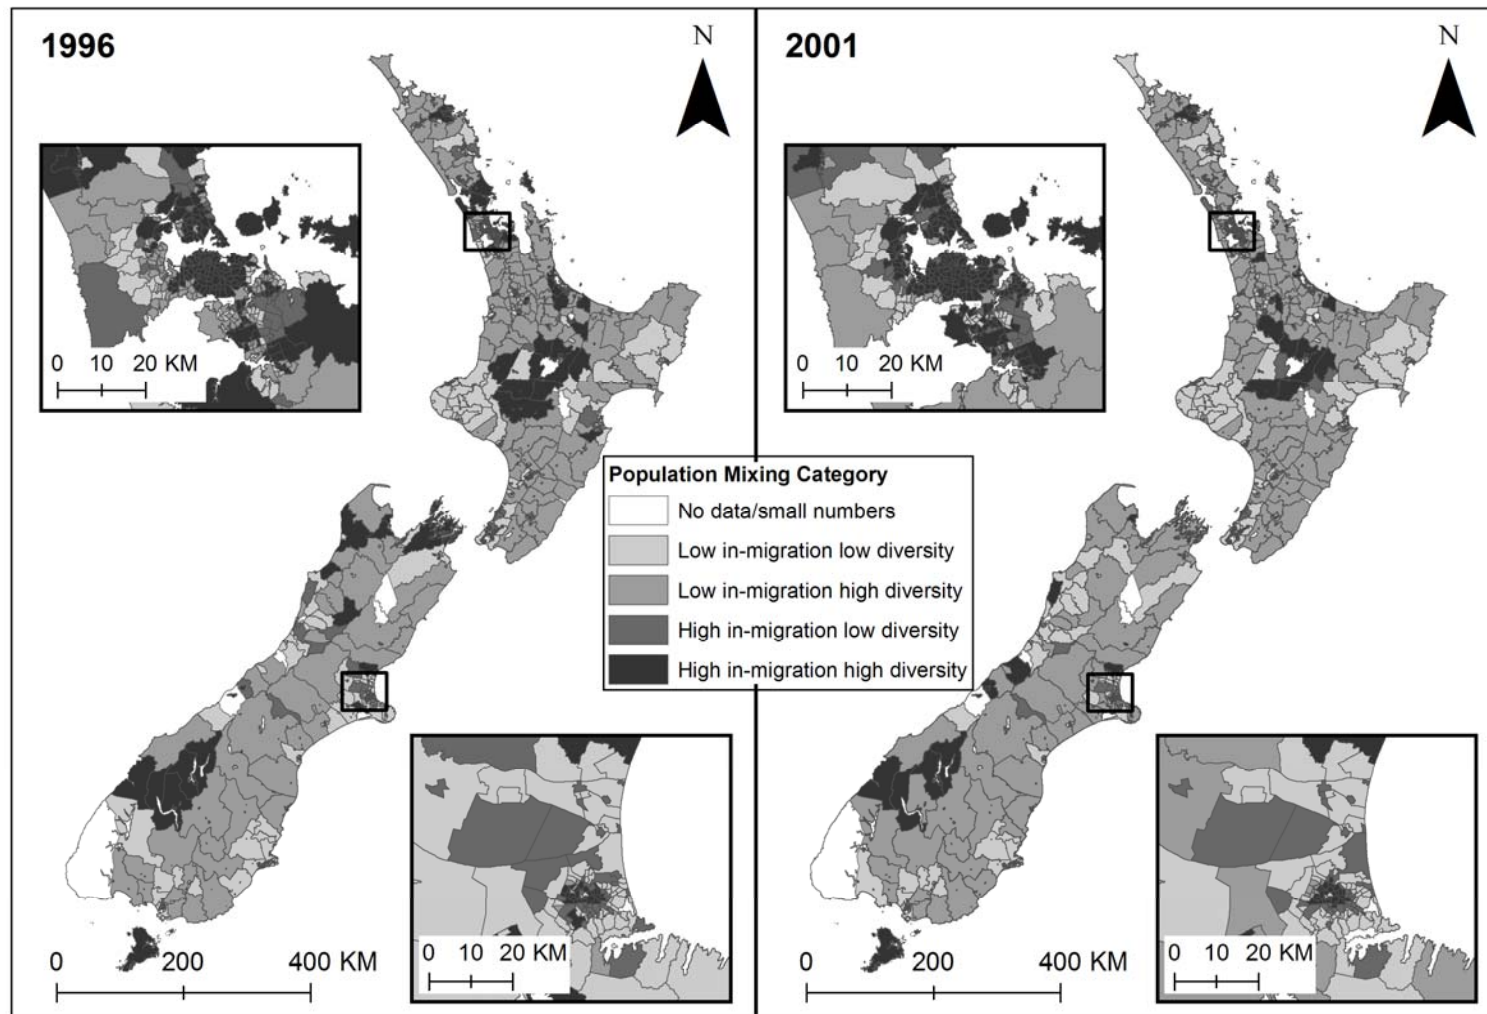 1996
N
0 10 20 KM
0 200 400 KM
0 10 20 KM
Population Mixing Category
No data/small numbers
Low in-migration low diversity
Low in-migration high diversity
High in-migration low diversity
High in-migration high diversity
2001
N
0 10 20 KM
0 200 400 KM
0 10 20 KM